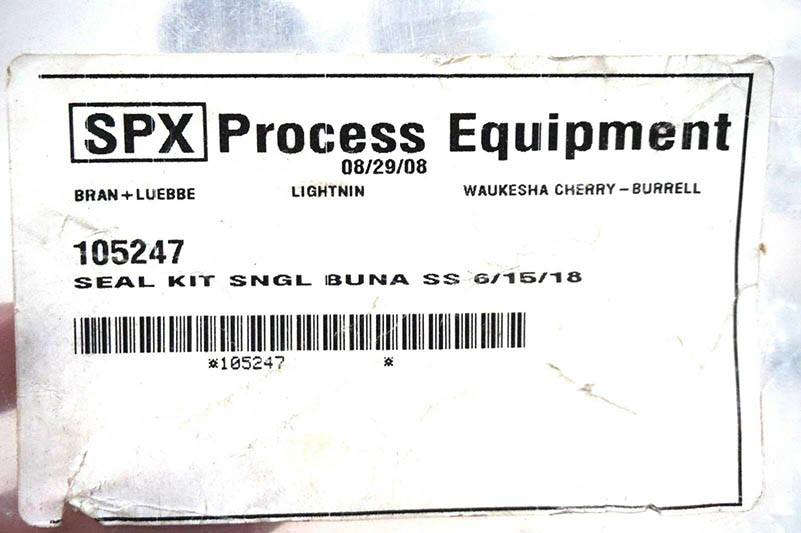 SPX Process Equipment
08/29/08
BRAN+LUEBBE LIGHTNIN WAUKESHA CHERRY-BURRELL
105247
SEAL KIT SNGL BUNA SS 6/15/18
*105247 *